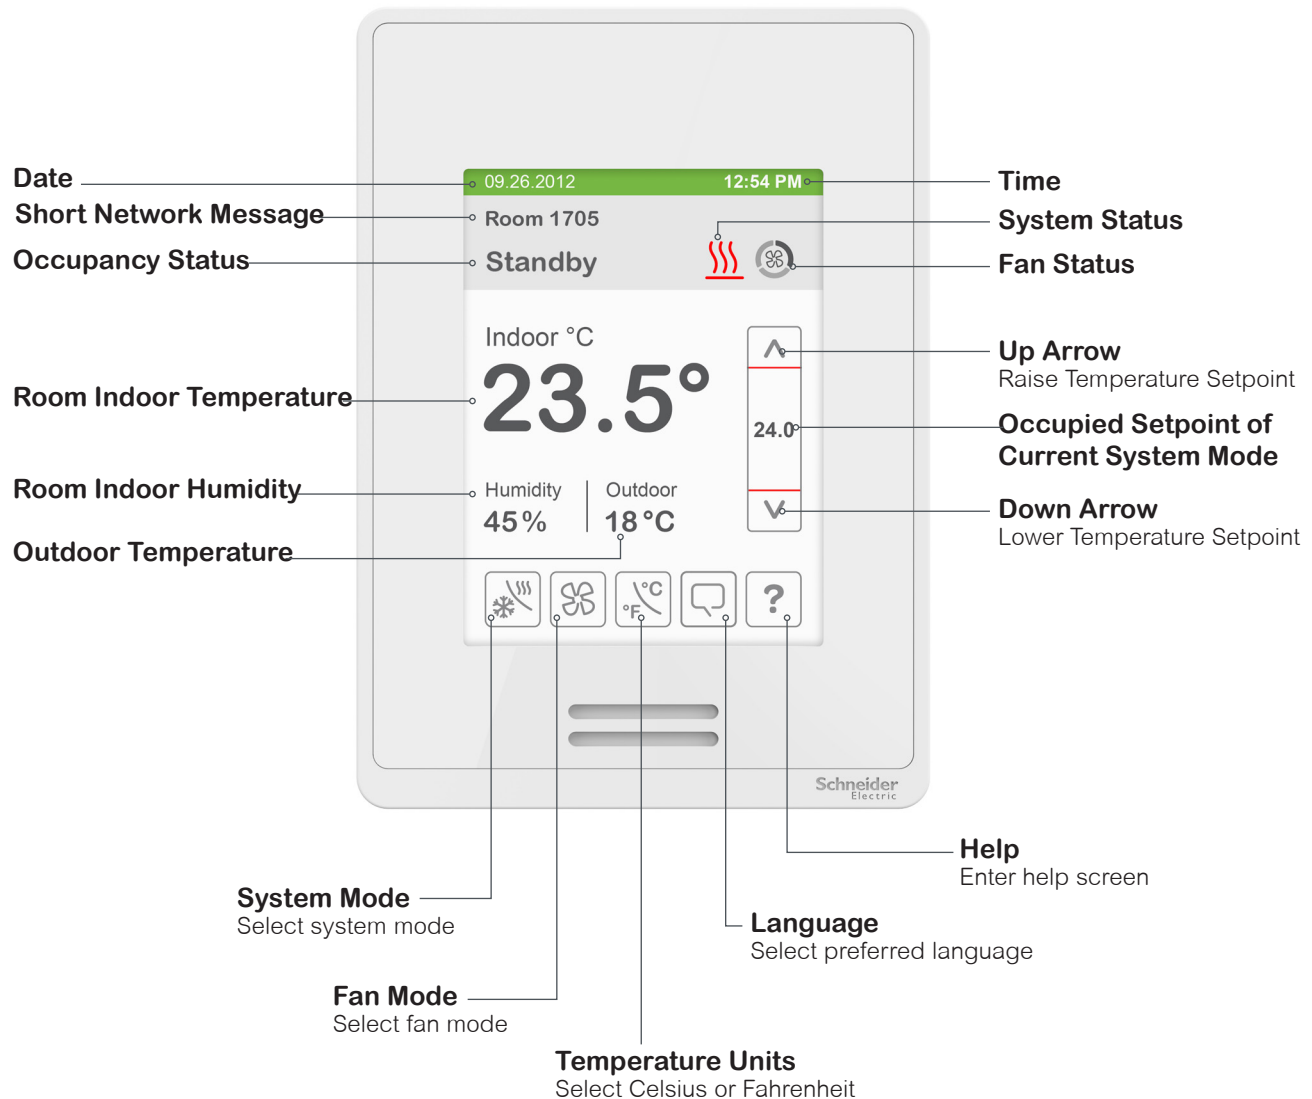 Date
09.26.2012
12:54 PM
Time
Short Network Message
Room 1705
System Status
Occupancy Status
Standby
Fan Status
Indoor °C
Up Arrow
Raise Temperature Setpoint
Room Indoor Temperature
23.5°
24.0
Occupied Setpoint of
Current System Mode
Room Indoor Humidity
Humidity
45%
Outdoor
18°C
Down Arrow
Lower Temperature Setpoint
Outdoor Temperature
°F °C
?
Schneider
Electric
Help
Enter help screen
System Mode
Select system mode
Language
Select preferred language
Fan Mode
Select fan mode
Temperature Units
Select Celsius or Fahrenheit